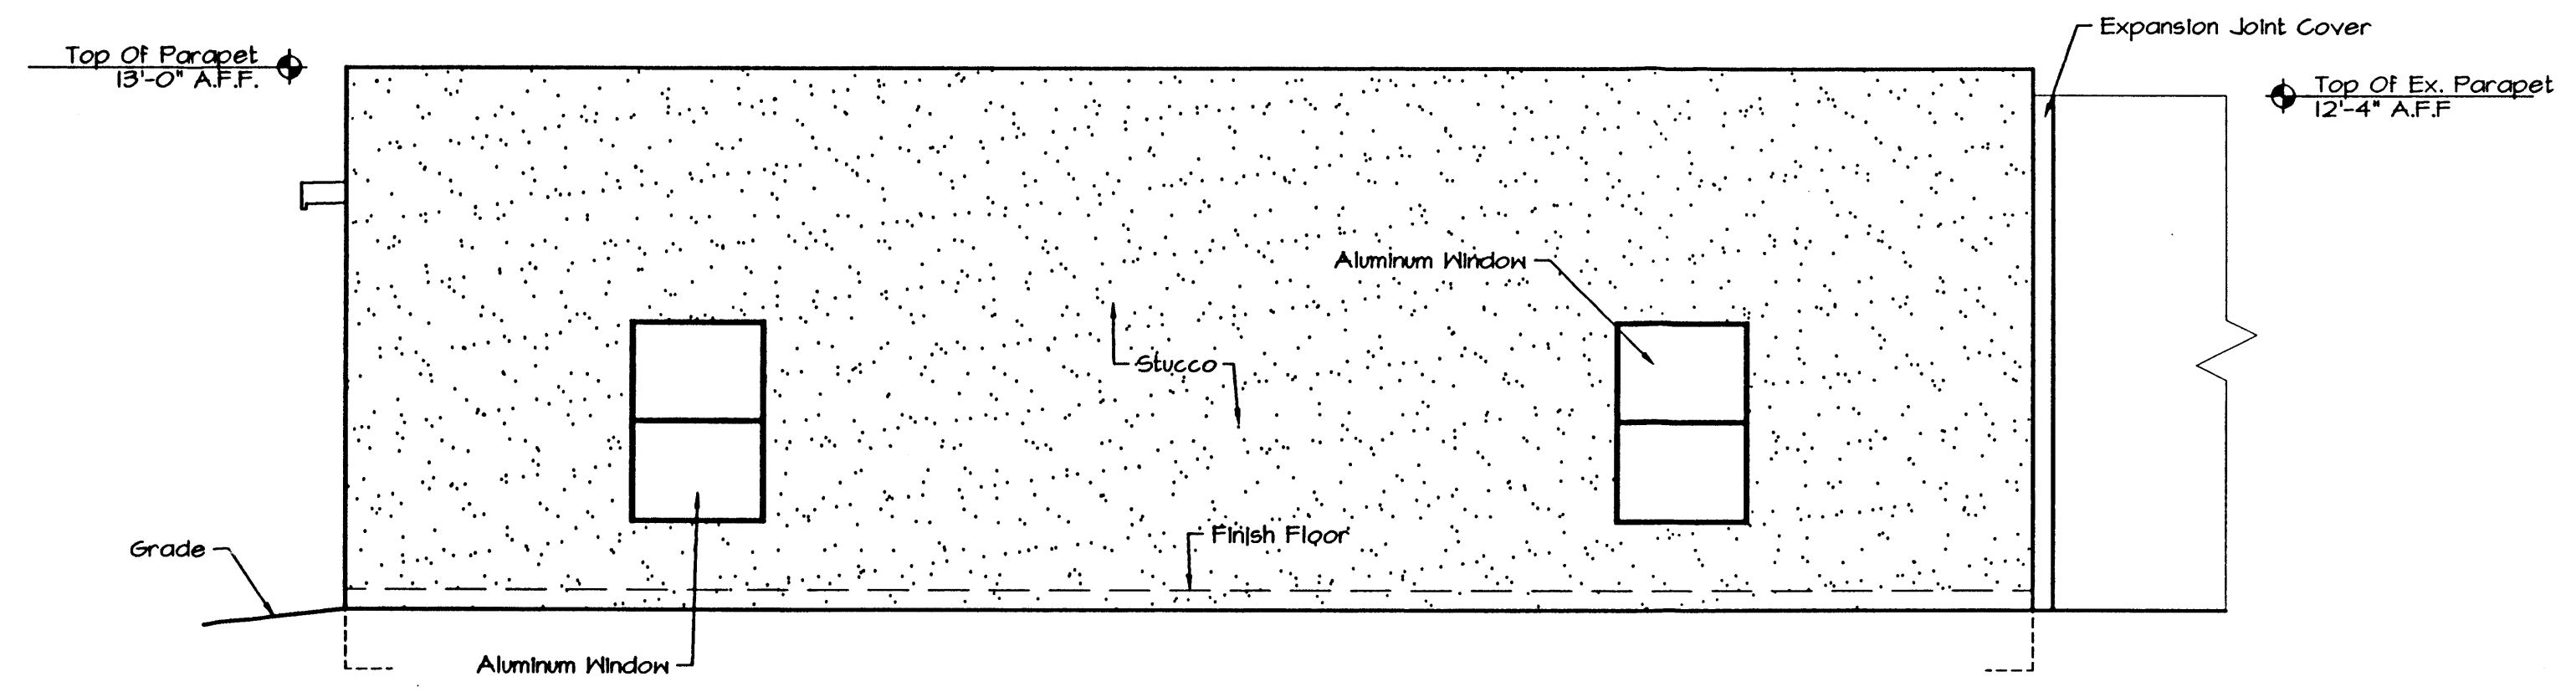 Expansion Joint Cover
Top Of Parapet
13'-0" A.F.F.
Top Of Ex. Parapet
12'-4" A.F.F
Aluminum Window
Stucco
Finish Floor
Grade
Aluminum Window